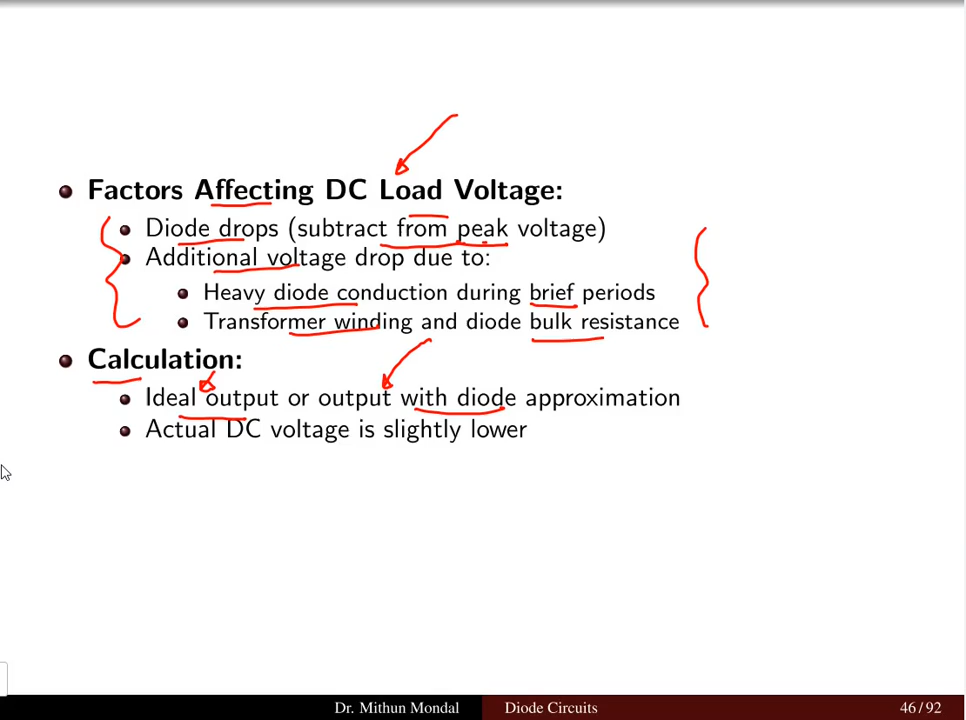 Factors Affecting DC Load Voltage:
Diode drops (subtract from peak voltage)
Additional voltage drop due to:
Heavy diode conduction during brief periods
Transformer winding and diode bulk resistance
Calculation:
Ideal output or output with diode approximation
Actual DC voltage is slightly lower
Dr. Mithun Mondal Diode Circuits 46/92